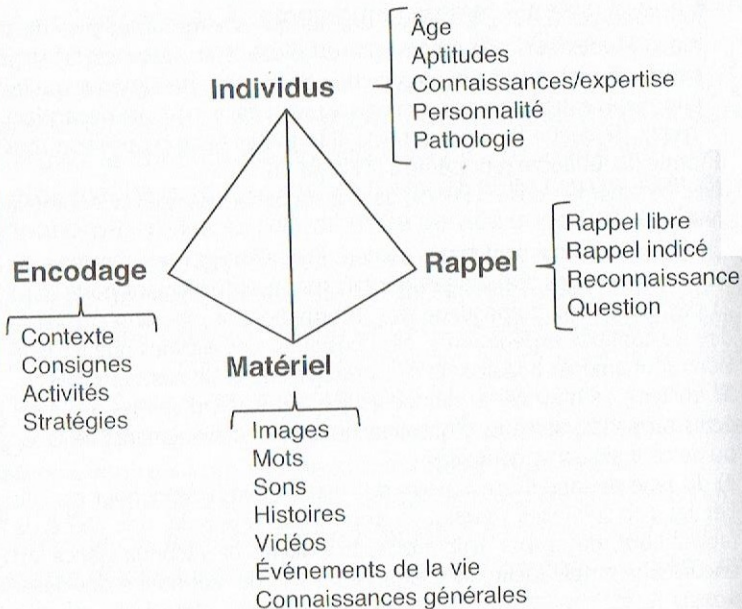 Individus
Âge
Aptitudes
Connaissances/expertise
Personnalité
Pathologie
Encodage
Contexte
Consignes
Activités
Stratégies
Rappel
Rappel libre
Rappel indicé
Reconnaissance
Question
Matériel
Images
Mots
Sons
Histoires
Vidéos
Événements de la vie
Connaissances générales